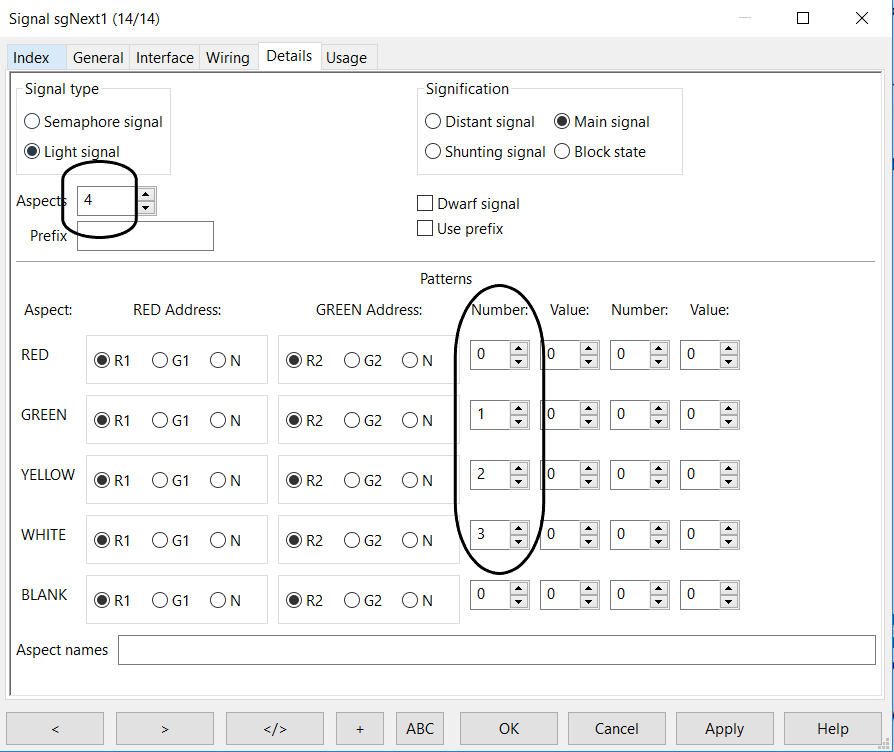 Signal sgNext1 (14/14)
Index General Interface Wiring Details Usage
Signal type
Semaphore signal
Light signal
Signification
Distant signal Main signal
Shunting signal Block state
Aspects 4
Prefix
Dwarf signal
Use prefix
Patterns
Aspect: RED Address: GREEN Address: Number: Value: Number: Value:
RED R1 G1 N R2 G2 N 0 0 0 0
GREEN R1 G1 N R2 G2 N 1 0 0 0
YELLOW R1 G1 N R2 G2 N 2 0 0 0
WHITE R1 G1 N R2 G2 N 3 0 0 0
BLANK R1 G1 N R2 G2 N 0 0 0 0
Aspect names
< > </> + ABC OK Cancel Apply Help